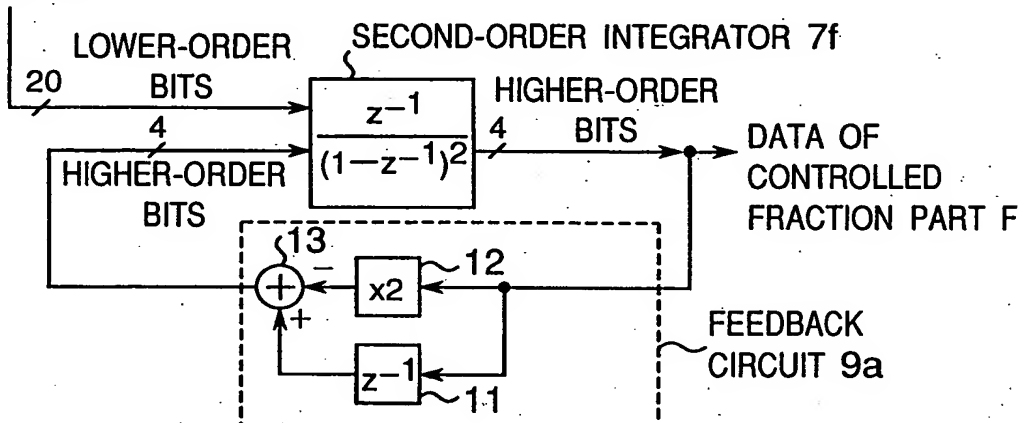 LOWER-ORDER
BITS
20
SECOND-ORDER INTEGRATOR 7f
z−1
(1−z−1)2
HIGHER-ORDER
BITS
4
DATA OF
CONTROLLED
FRACTION PART F
4
HIGHER-ORDER
BITS
13
−
+
+
x2
12
z−1
11
FEEDBACK
CIRCUIT 9a